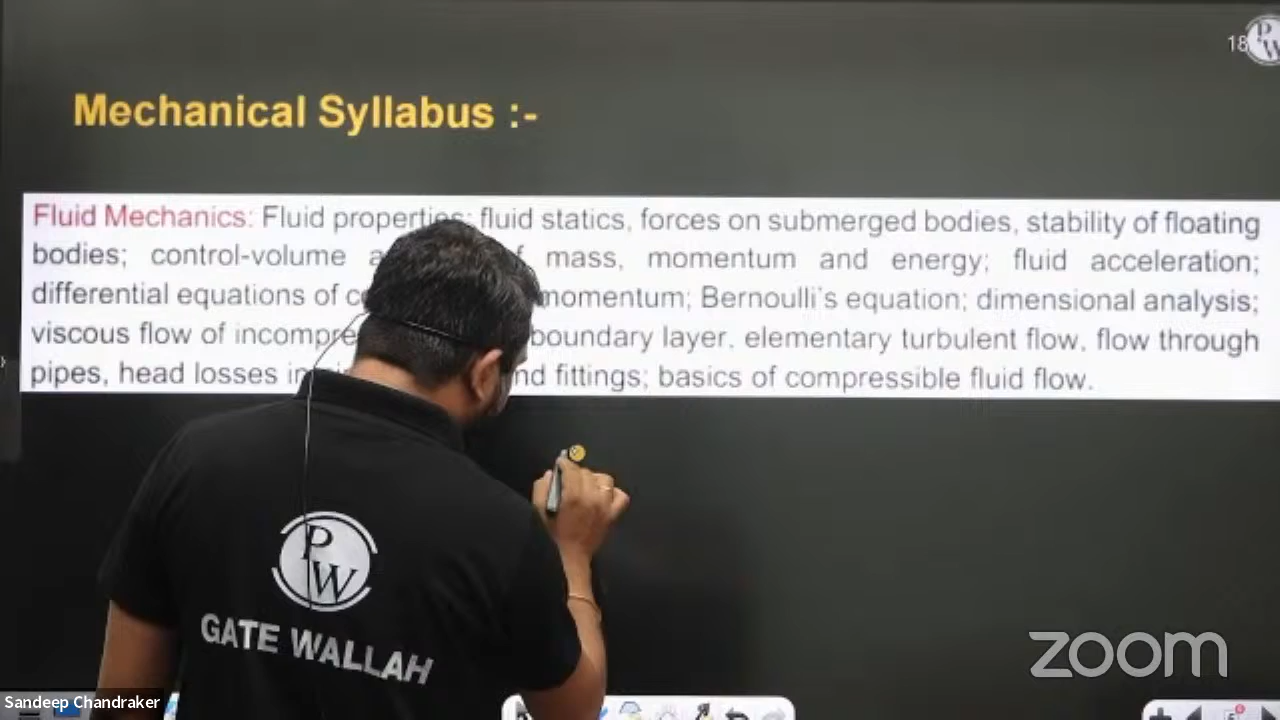 18
PW
Mechanical Syllabus :-
Fluid Mechanics: Fluid properties; fluid statics, forces on submerged bodies, stability of floating
bodies; control-volume mass, momentum and energy; fluid acceleration;
differential equations of momentum; Bernoulli's equation; dimensional analysis;
viscous flow of boundary layer, elementary turbulent flow, flow through
pipes, head losses fittings; basics of compressible fluid flow.
PW
GATE WALLAH
zoom
Sandeep Chandraker